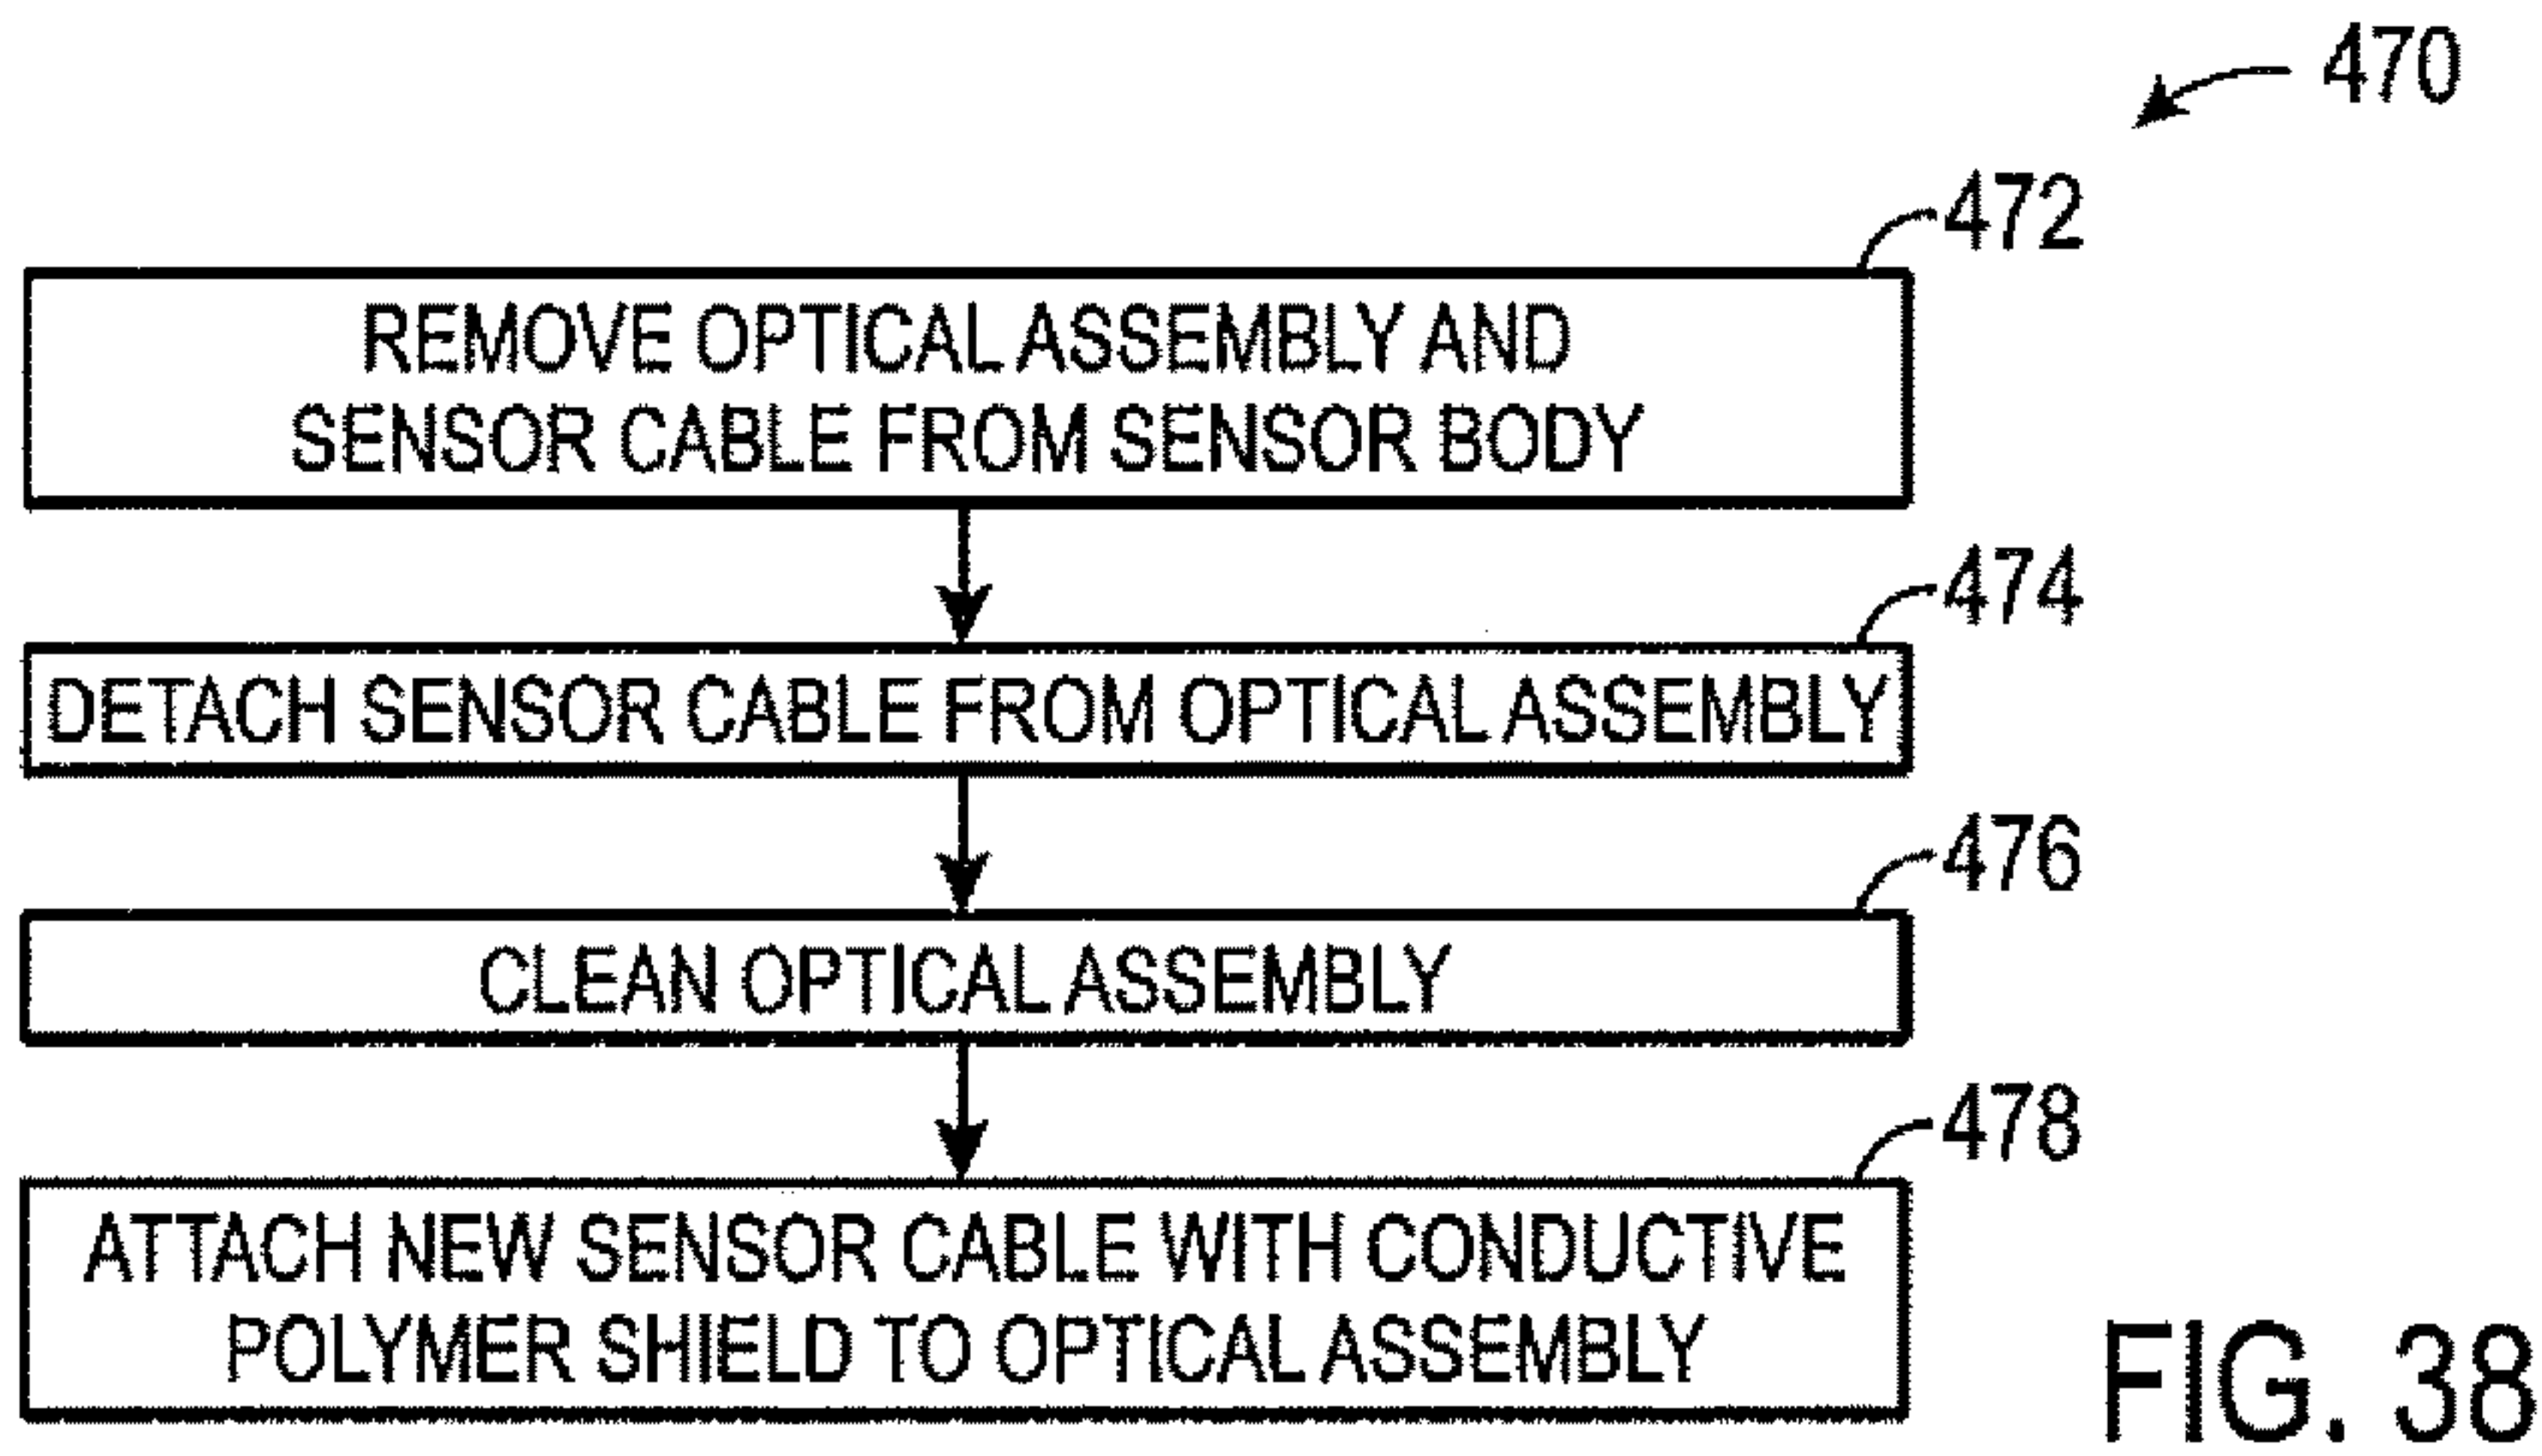 470
472
REMOVE OPTICAL ASSEMBLY AND
SENSOR CABLE FROM SENSOR BODY
474
DETACH SENSOR CABLE FROM OPTICAL ASSEMBLY
476
CLEAN OPTICAL ASSEMBLY
478
ATTACH NEW SENSOR CABLE WITH CONDUCTIVE
POLYMER SHIELD TO OPTICAL ASSEMBLY
FIG. 38